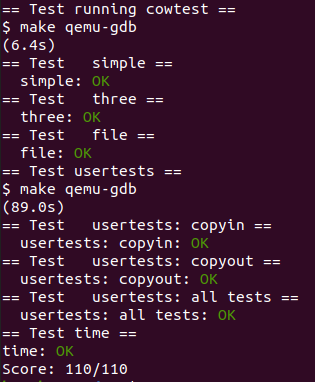 == Test running cowtest ==
$ make qemu-gdb
(6.4s)
== Test   simple ==
  simple: OK
== Test   three ==
  three: OK
== Test   file ==
  file: OK
== Test usertests ==
$ make qemu-gdb
(89.0s)
== Test   usertests: copyin ==
  usertests: copyin: OK
== Test   usertests: copyout ==
  usertests: copyout: OK
== Test   usertests: all tests ==
  usertests: all tests: OK
== Test time ==
time: OK
Score: 110/110